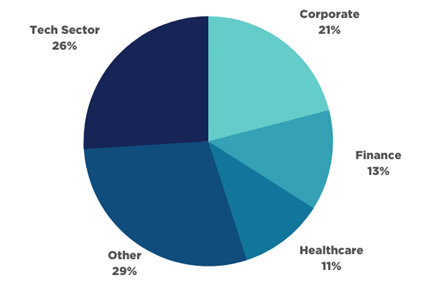 Corporate
21%
Tech Sector
26%
Finance
13%
Healthcare
11%
Other
29%